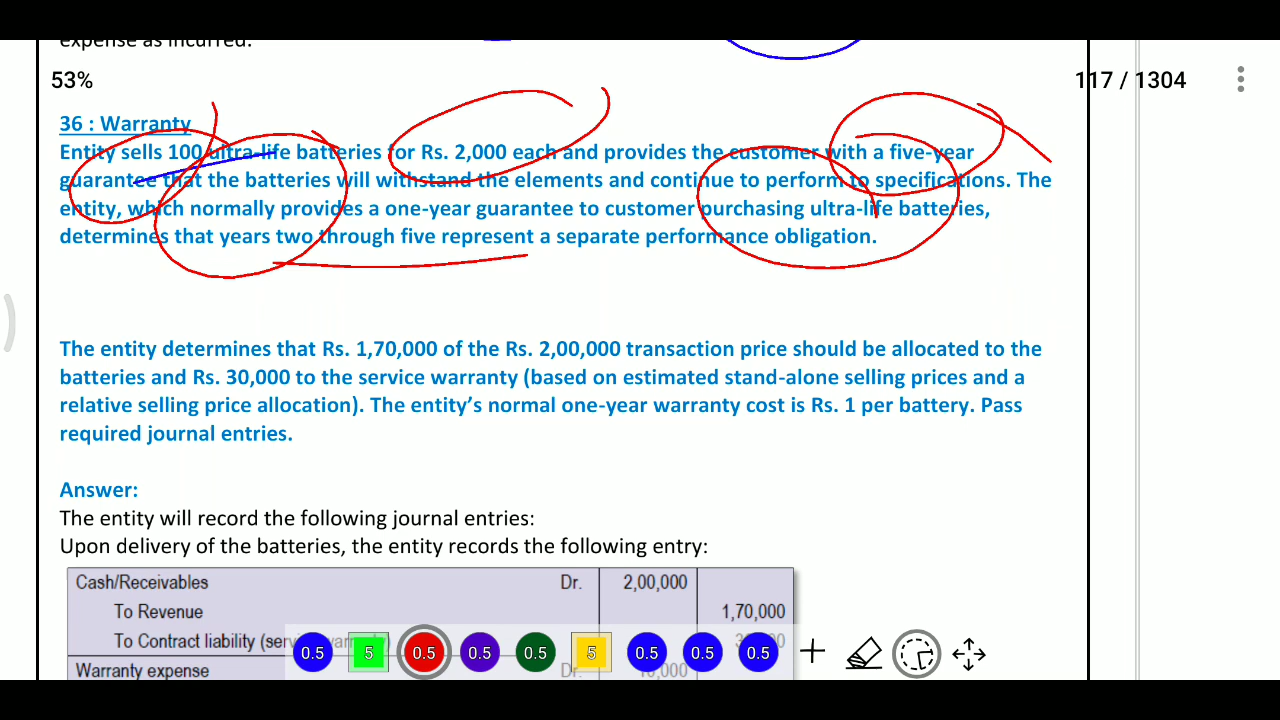 expense as incurred.
53%
117 / 1304
36 : Warranty
Entity sells 100 ultra-life batteries for Rs. 2,000 each and provides the customer with a five-year
guarantee that the batteries will withstand the elements and continue to perform to specifications. The
entity, which normally provides a one-year guarantee to customer purchasing ultra-life batteries,
determines that years two through five represent a separate performance obligation.
The entity determines that Rs. 1,70,000 of the Rs. 2,00,000 transaction price should be allocated to the
batteries and Rs. 30,000 to the service warranty (based on estimated stand-alone selling prices and a
relative selling price allocation). The entity's normal one-year warranty cost is Rs. 1 per battery. Pass
required journal entries.
Answer:
The entity will record the following journal entries:
Upon delivery of the batteries, the entity records the following entry:
Cash/Receivables Dr. 2,00,000
To Revenue 1,70,000
To Contract liability (service warranty)
0.5 5 0.5 0.5 0.5 5 0.5 0.5 0.5
Warranty expense Dr.